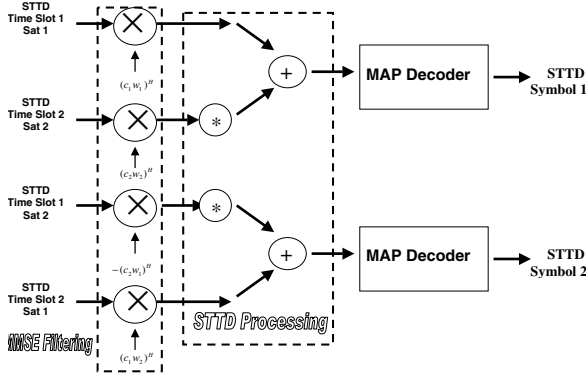 STTD
Time Slot 1
Sat 1
(c₁w₁)ᴴ
STTD
Time Slot 2
Sat 2
*
(c₂w₂)ᴴ
+
MAP Decoder
STTD
Symbol 1
STTD
Time Slot 1
Sat 2
*
-(c₂w₁)ᴴ
STTD
Time Slot 2
Sat 1
(c₁w₂)ᴴ
+
MAP Decoder
STTD
Symbol 2
MMSE Filtering
STTD Processing